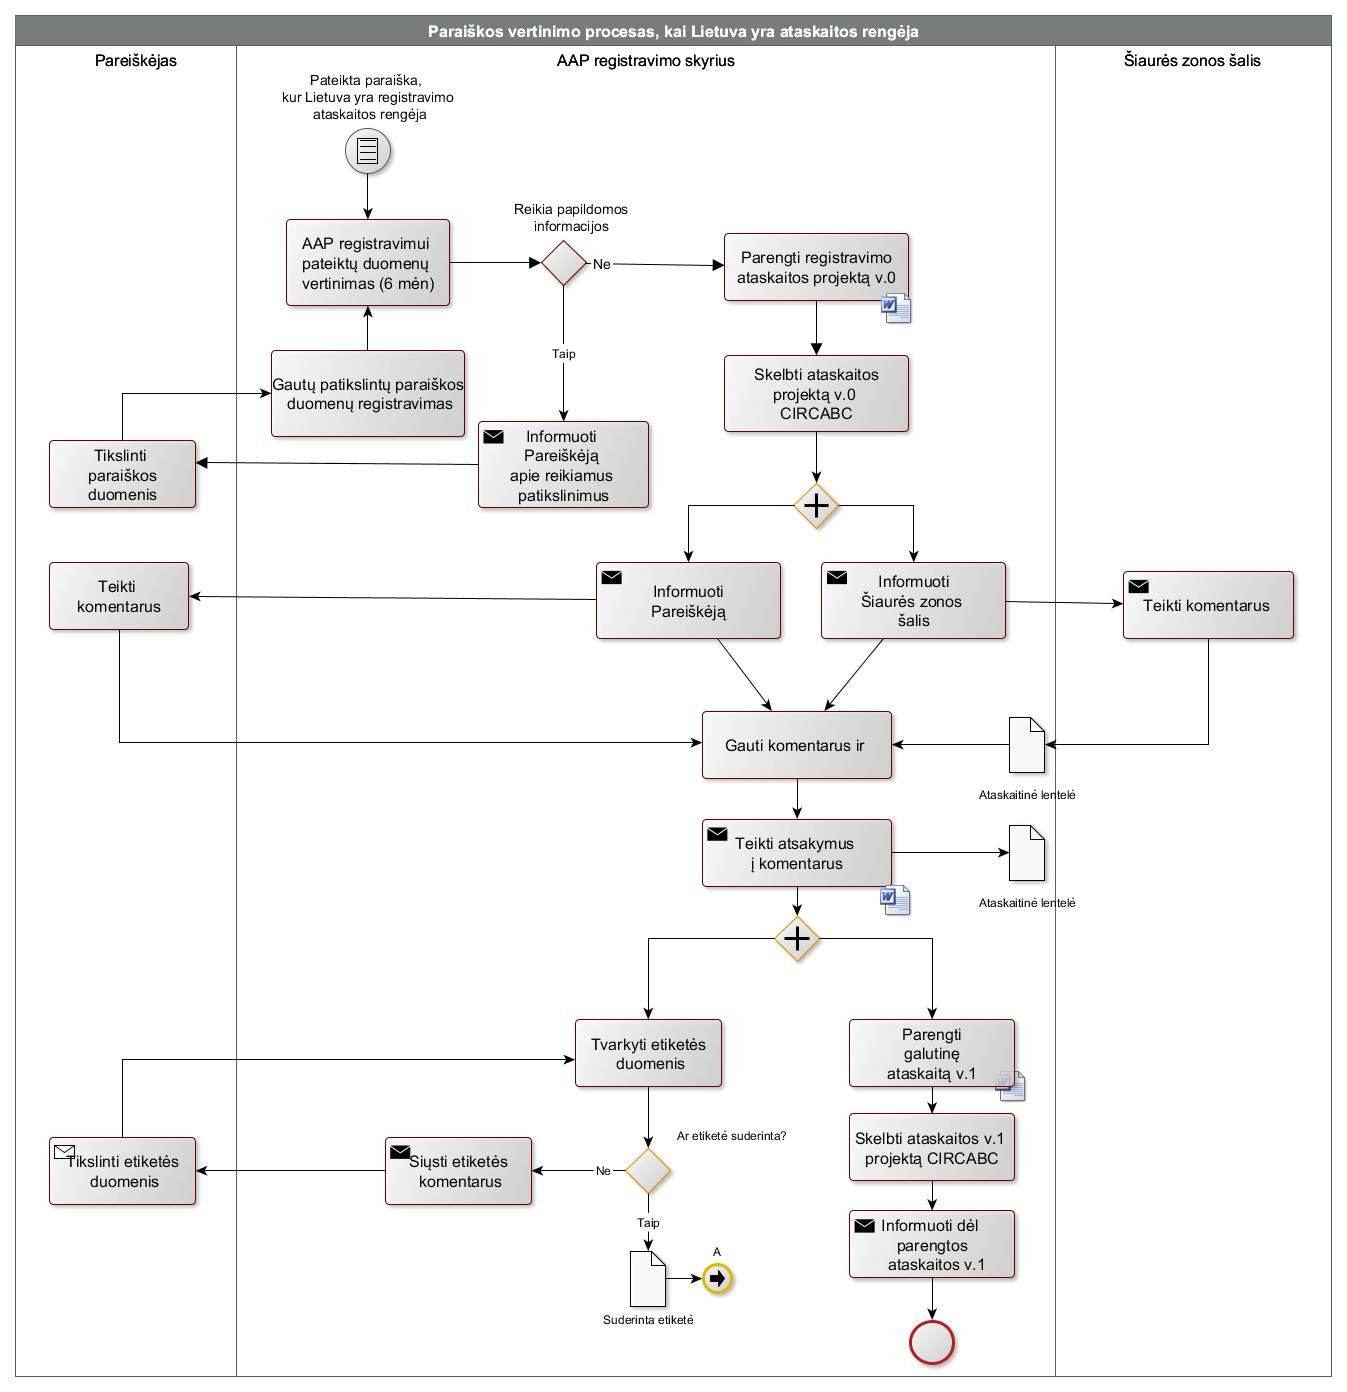 Paraiškos vertinimo procesas, kai Lietuva yra ataskaitos rengėja
Pareiškėjas
AAP registravimo skyrius
Šiaurės zonos šalis
Pateikta paraiška,
kur Lietuva yra registravimo
ataskaitos rengėja
AAP registravimui
pateiktų duomenų
vertinimas (6 mėn)
Reikia papildomos
informacijos
Ne
Parengti registravimo
ataskaitos projektą v.0
Taip
Gautų patikslintų paraiškos
duomenų registravimas
Skelbti ataskaitos
projektą v.0
CIRCABC
Tikslinti
paraiškos
duomenis
Informuoti
Pareiškėją
apie reikiamus
patikslinimus
Teikti
komentarus
Informuoti
Pareiškėją
Informuoti
Šiaurės zonos
šalis
Teikti komentarus
Gauti komentarus ir
Ataskaitinė lentelė
Teikti atsakymus
į komentarus
Ataskaitinė lentelė
Tvarkyti etiketės
duomenis
Parengti
galutinę
ataskaitą v.1
Ar etiketė suderinta?
Skelbti ataskaitos v.1
projektą CIRCABC
Tikslinti etiketės
duomenis
Siųsti etiketės
komentarus
Ne
Taip
Informuoti dėl
parengtos
ataskaitos v.1
A
Suderinta etiketė